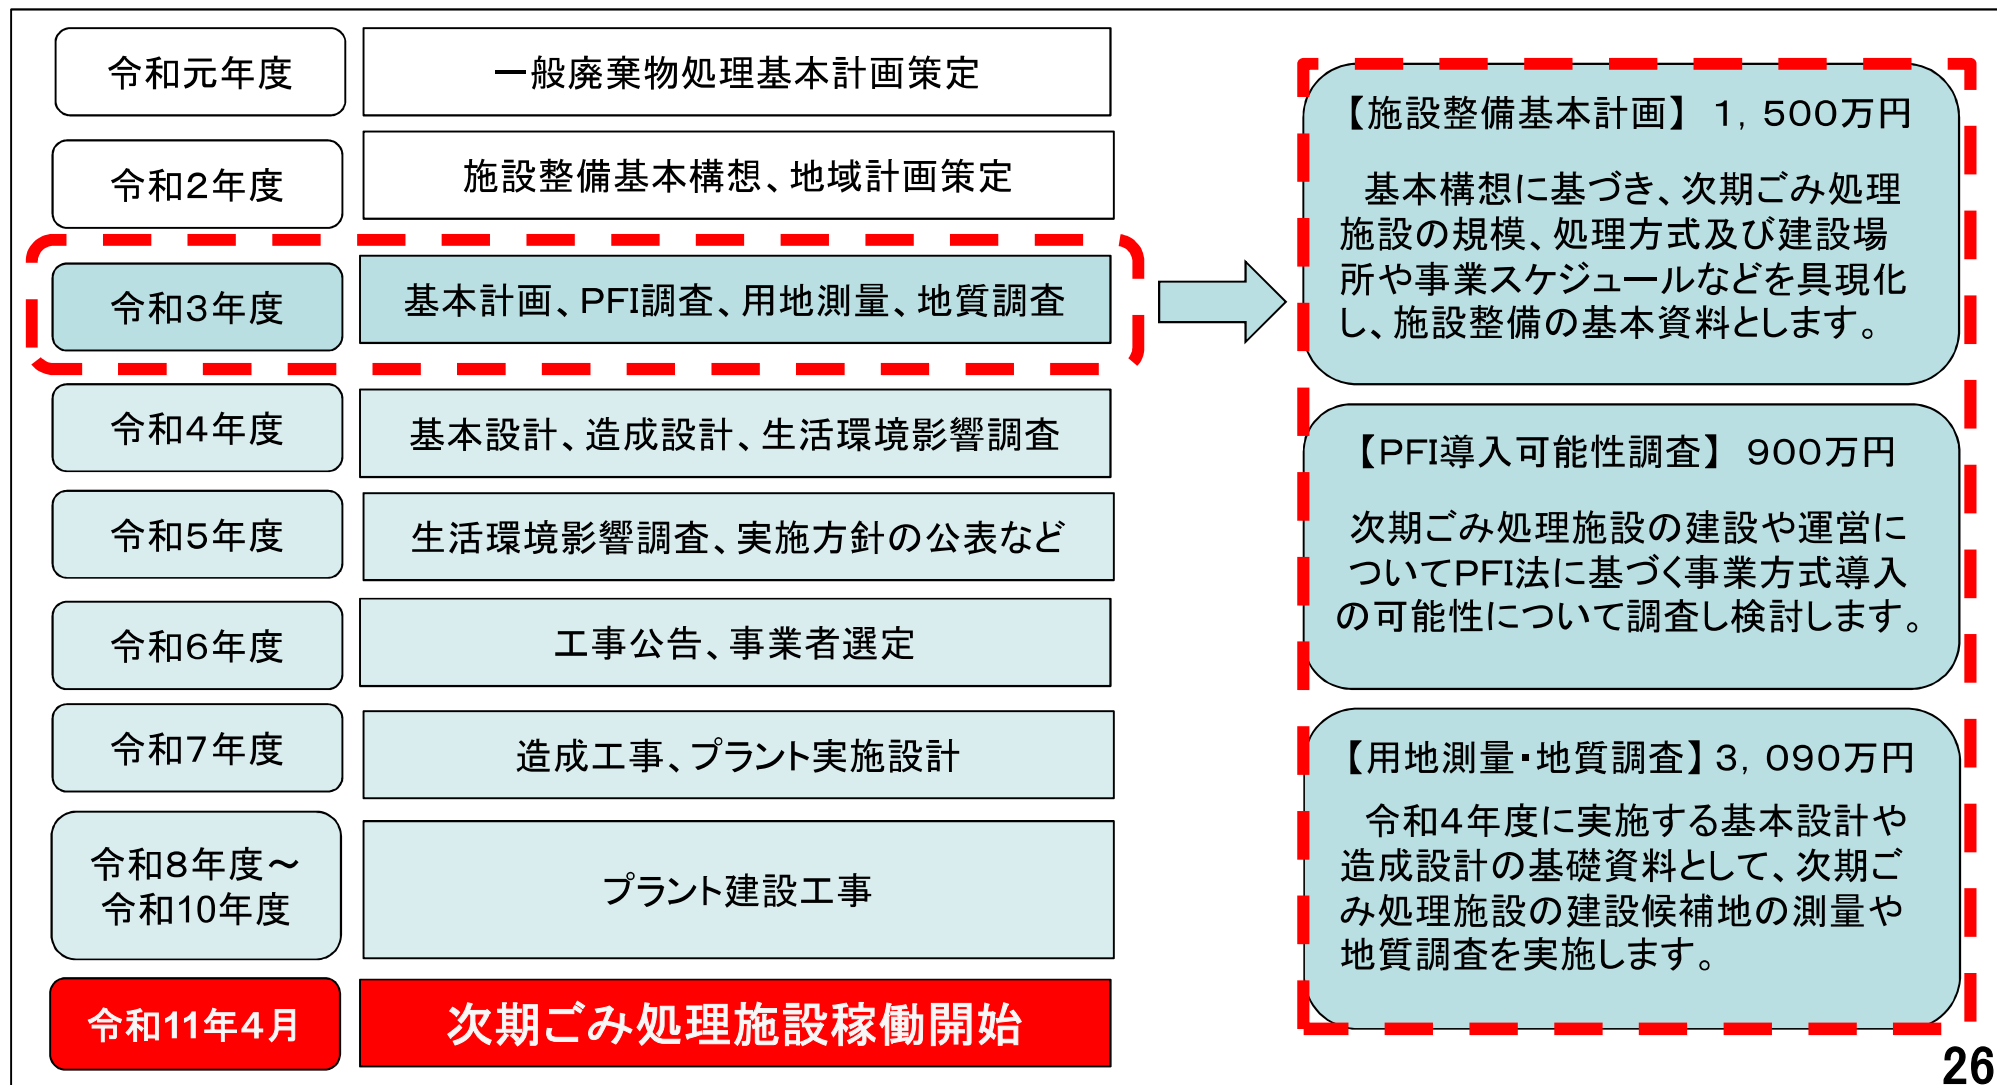 令和元年度
一般廃棄物処理基本計画策定
令和２年度
施設整備基本構想、地域計画策定
令和３年度
基本計画、PFI調査、用地測量、地質調査
令和４年度
基本設計、造成設計、生活環境影響調査
令和５年度
生活環境影響調査、実施方針の公表など
令和６年度
工事公告、事業者選定
令和７年度
造成工事、プラント実施設計
令和８年度～
令和10年度
プラント建設工事
令和11年４月
次期ごみ処理施設稼働開始
【施設整備基本計画】 １，５００万円
基本構想に基づき、次期ごみ処理
施設の規模、処理方式及び建設場
所や事業スケジュールなどを具現化
し、施設整備の基本資料とします。
【PFI導入可能性調査】 ９００万円
次期ごみ処理施設の建設や運営に
ついてPFI法に基づく事業方式導入
の可能性について調査し検討します。
【用地測量・地質調査】３，０９０万円
令和４年度に実施する基本設計や
造成設計の基礎資料として、次期ご
み処理施設の建設候補地の測量や
地質調査を実施します。
26